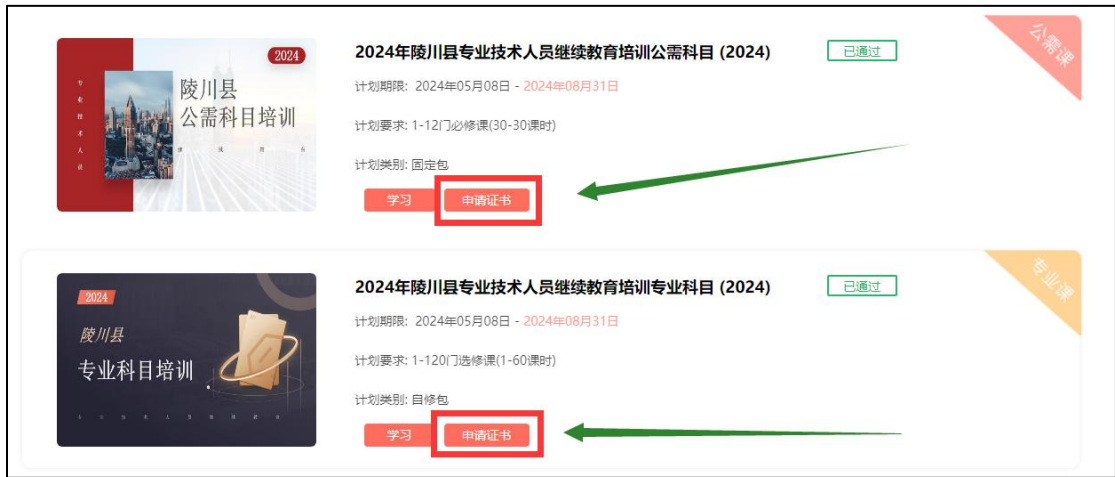 2024
陵川县
公需科目培训
专业技术人员
2024年陵川县专业技术人员继续教育培训公需科目 (2024)
已通过
公需课
计划期限: 2024年05月08日 - 2024年08月31日
计划要求: 1-12门必修课(30-30课时)
计划类别: 固定包
学习
申请证书
2024
陵川县
专业科目培训
专业技术人员继续教育
2024年陵川县专业技术人员继续教育培训专业科目 (2024)
已通过
专业课
计划期限: 2024年05月08日 - 2024年08月31日
计划要求: 1-120门选修课(1-60课时)
计划类别: 自修包
学习
申请证书